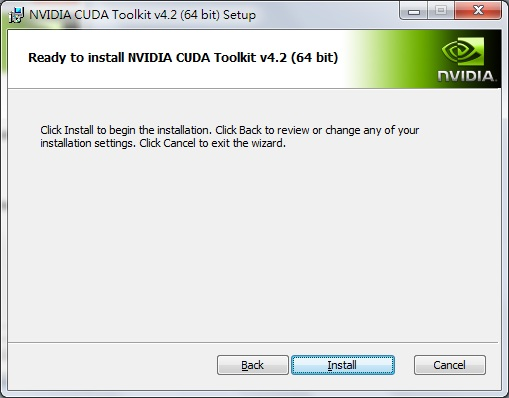 NVIDIA CUDA Toolkit v4.2 (64 bit) Setup
Ready to install NVIDIA CUDA Toolkit v4.2 (64 bit)
NVIDIA.
Click Install to begin the installation. Click Back to review or change any of your
installation settings. Click Cancel to exit the wizard.
Back
Install
Cancel